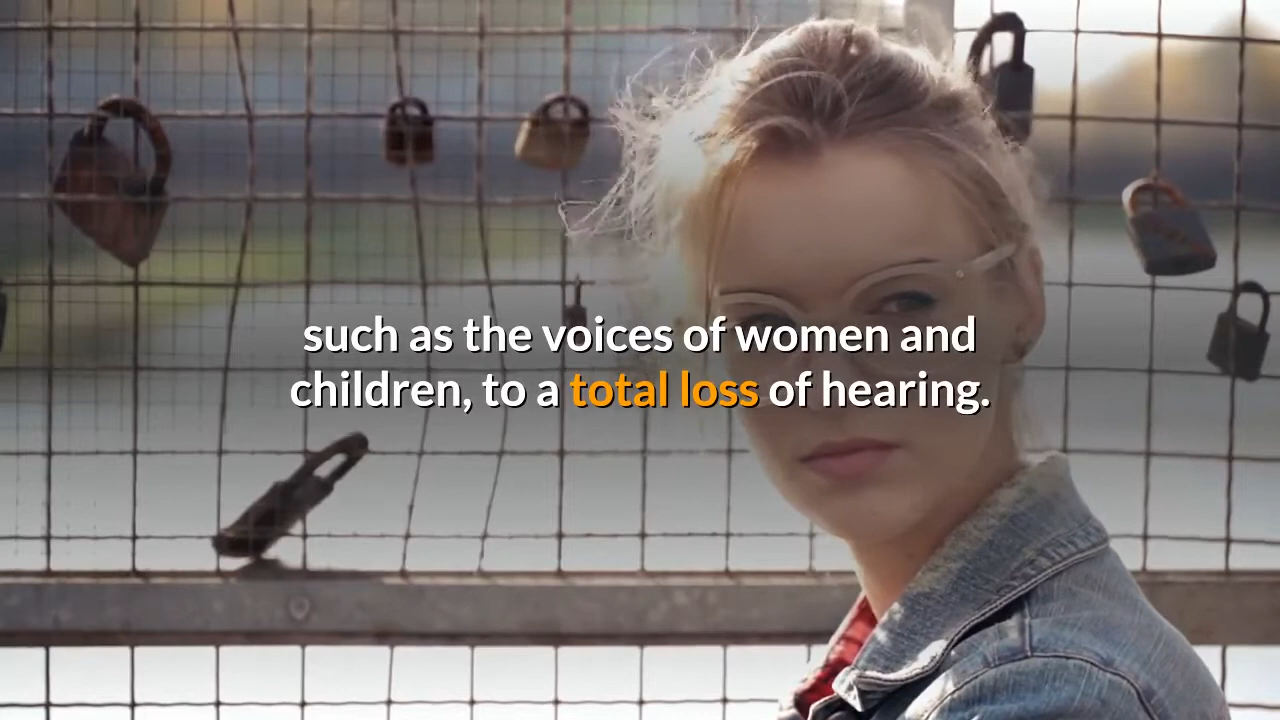 such as the voices of women and
children, to a total loss of hearing.